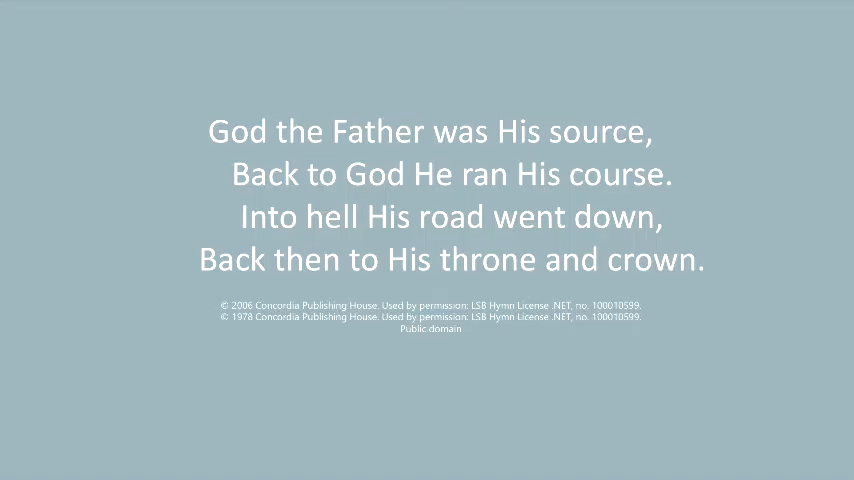 God the Father was His source,
Back to God He ran His course.
Into hell His road went down,
Back then to His throne and crown.
© 2006 Concordia Publishing House. Used by permission: LSB Hymn License .NET, no. 100010599.
© 1978 Concordia Publishing House. Used by permission: LSB Hymn License .NET, no. 100010599.
Public domain